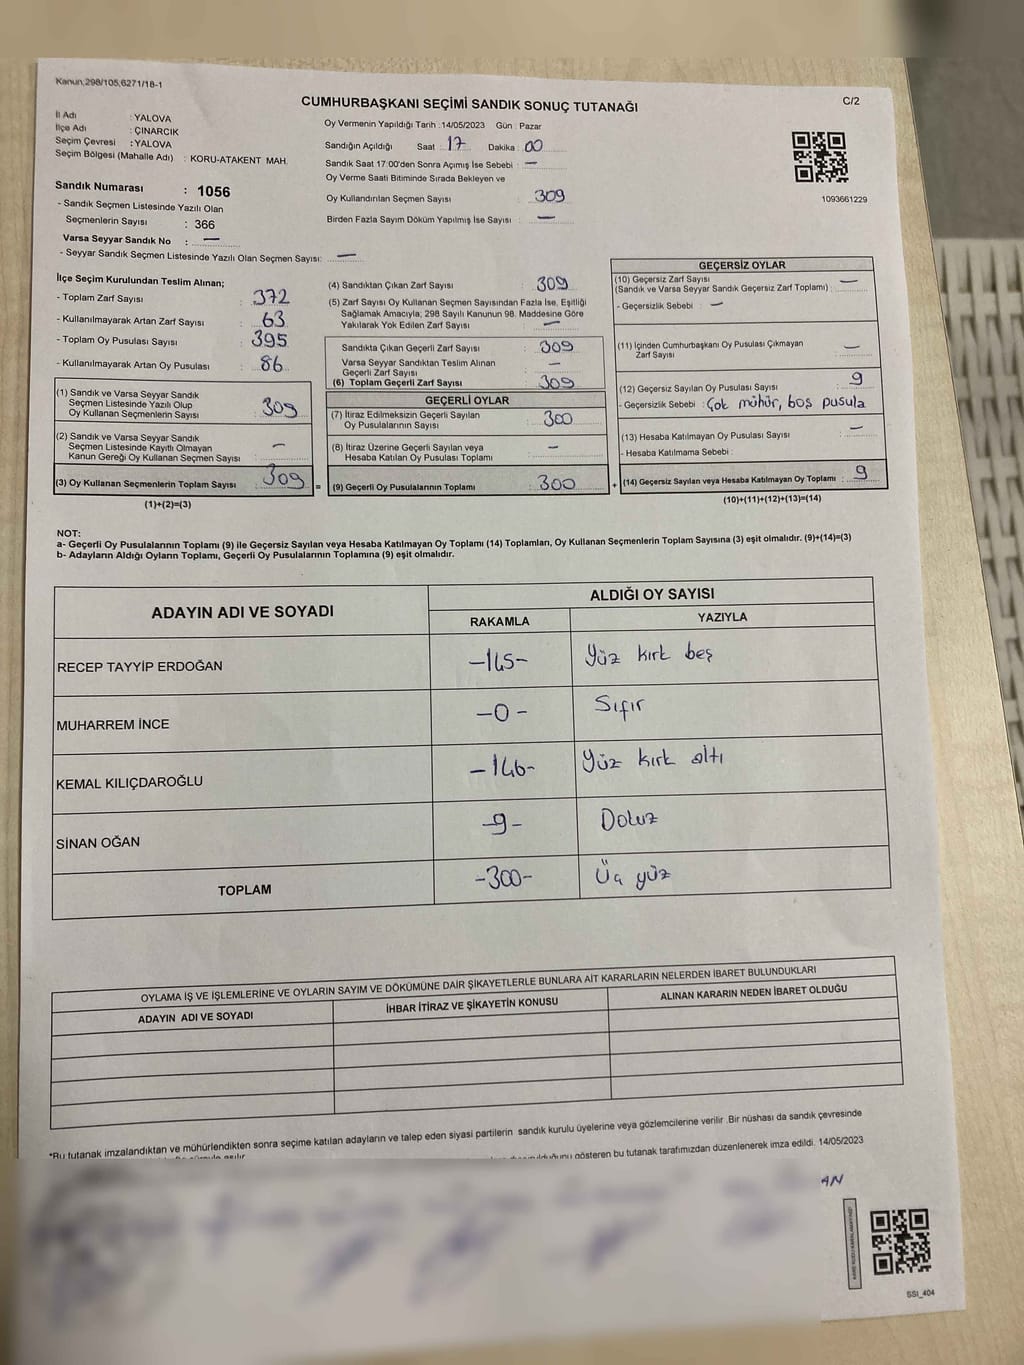 Kanun,298/105,6271/18-1
CUMHURBAŞKANI SEÇİMİ SANDIK SONUÇ TUTANAĞI
C/2
İl Adı : YALOVA
İlçe Adı : ÇINARCIK
Seçim Çevresi : YALOVA
Seçim Bölgesi (Mahalle Adı) : KORU-ATAKENT MAH.
Oy Vermenin Yapıldığı Tarih :14/05/2023 Gün : Pazar
Sandığın Açıldığı Saat : 17 Dakika : 00
Sandık Saat 17:00'den Sonra Açımış İse Sebebi : —
Oy Verme Saati Bitiminde Sırada Bekleyen ve
Oy Kullandırılan Seçmen Sayısı : 309
Birden Fazla Sayım Döküm Yapılmış İse Sayısı : —
1093661229
Sandık Numarası : 1056
- Sandık Seçmen Listesinde Yazılı Olan
Seçmenlerin Sayısı : 366
Varsa Seyyar Sandık No : —
- Seyyar Sandık Seçmen Listesinde Yazılı Olan Seçmen Sayısı: —
İlçe Seçim Kurulundan Teslim Alınan;
- Toplam Zarf Sayısı : 372
- Kullanılmayarak Artan Zarf Sayısı : 63
- Toplam Oy Pusulası Sayısı : 395
- Kullanılmayarak Artan Oy Pusulası : 86
(1) Sandık ve Varsa Seyyar Sandık
Seçmen Listesinde Yazılı Olup
Oy Kullanan Seçmenlerin Sayısı : 309
(2) Sandık ve Varsa Seyyar Sandık
Seçmen Listesinde Kayıtlı Olmayan
Kanun Gereği Oy Kullanan Seçmen Sayısı : —
(3) Oy Kullanan Seçmenlerin Toplam Sayısı : 309 =
(1)+(2)=(3)
(4) Sandıktan Çıkan Zarf Sayısı : 309
(5) Zarf Sayısı Oy Kullanan Seçmen Sayısından Fazla İse, Eşitliği
Sağlamak Amacıyla; 298 Sayılı Kanunun 98. Maddesine Göre
Yakılarak Yok Edilen Zarf Sayısı : —
Sandıkta Çıkan Geçerli Zarf Sayısı : 309
Varsa Seyyar Sandıktan Teslim Alınan
Geçerli Zarf Sayısı : —
(6) Toplam Geçerli Zarf Sayısı : 309
GEÇERLİ OYLAR
(7) İtiraz Edilmeksizin Geçerli Sayılan
Oy Pusulalarının Sayısı : 300
(8) İtiraz Üzerine Geçerli Sayılan veya
Hesaba Katılan Oy Pusulası Toplamı : —
(9) Geçerli Oy Pusulalarının Toplamı : 300 +
GEÇERSİZ OYLAR
(10) Geçersiz Zarf Sayısı
(Sandık ve Varsa Seyyar Sandık Geçersiz Zarf Toplamı) : —
- Geçersizlik Sebebi : —
(11) İçinden Cumhurbaşkanı Oy Pusulası Çıkmayan
Zarf Sayısı : —
(12) Geçersiz Sayılan Oy Pusulası Sayısı : 9
- Geçersizlik Sebebi : Çok mühür, boş pusula
(13) Hesaba Katılmayan Oy Pusulası Sayısı : —
- Hesaba Katılmama Sebebi :
(14) Geçersiz Sayılan veya Hesaba Katılmayan Oy Toplamı : 9
(10)+(11)+(12)+(13)=(14)
NOT:
a- Geçerli Oy Pusulalarının Toplamı (9) ile Geçersiz Sayılan veya Hesaba Katılmayan Oy Toplamı (14) Toplamları, Oy Kullanan Seçmenlerin Toplam Sayısına (3) eşit olmalıdır. (9)+(14)=(3)
b- Adayların Aldığı Oyların Toplamı, Geçerli Oy Pusulalarının Toplamına (9) eşit olmalıdır.
ADAYIN ADI VE SOYADI
ALDIĞI OY SAYISI
RAKAMLA YAZIYLA
RECEP TAYYİP ERDOĞAN -145- Yüz kırk beş
MUHARREM İNCE -0- Sıfır
KEMAL KILIÇDAROĞLU -146- Yüz kırk altı
SİNAN OĞAN -9- Dokuz
TOPLAM -300- Üç yüz
OYLAMA İŞ VE İŞLEMLERİNE VE OYLARIN SAYIM VE DÖKÜMÜNE DAİR ŞİKAYETLERLE BUNLARA AİT KARARLARIN NELERDEN İBARET BULUNDUKLARI
ADAYIN ADI VE SOYADI İHBAR İTİRAZ VE ŞİKAYETİN KONUSU ALINAN KARARIN NEDEN İBARET OLDUĞU
*Bu tutanak imzalandıktan ve mühürlendikten sonra seçime katılan adayların ve talep eden siyasi partilerin sandık kurulu üyelerine veya gözlemcilerine verilir .Bir nüshası da sandık çevresinde
gösteren bu tutanak tarafımızdan düzenlenerek imza edildi. 14/05/2023
AN
SSI_404